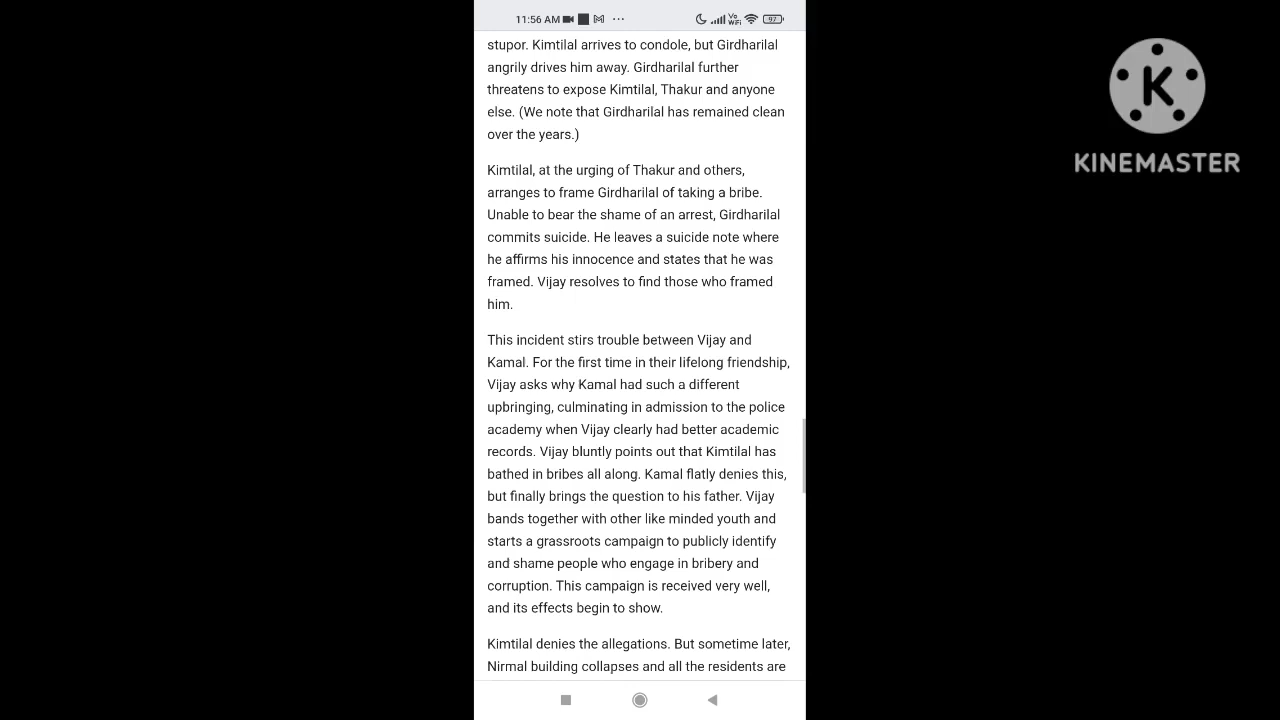 11:56 AM
Vo WiFi
97
stupor. Kimtilal arrives to condole, but Girdharilal
angrily drives him away. Girdharilal further
threatens to expose Kimtilal, Thakur and anyone
else. (We note that Girdharilal has remained clean
over the years.)
Kimtilal, at the urging of Thakur and others,
arranges to frame Girdharilal of taking a bribe.
Unable to bear the shame of an arrest, Girdharilal
commits suicide. He leaves a suicide note where
he affirms his innocence and states that he was
framed. Vijay resolves to find those who framed
him.
This incident stirs trouble between Vijay and
Kamal. For the first time in their lifelong friendship,
Vijay asks why Kamal had such a different
upbringing, culminating in admission to the police
academy when Vijay clearly had better academic
records. Vijay bluntly points out that Kimtilal has
bathed in bribes all along. Kamal flatly denies this,
but finally brings the question to his father. Vijay
bands together with other like minded youth and
starts a grassroots campaign to publicly identify
and shame people who engage in bribery and
corruption. This campaign is received very well,
and its effects begin to show.
Kimtilal denies the allegations. But sometime later,
Nirmal building collapses and all the residents are
K
KINEMASTER